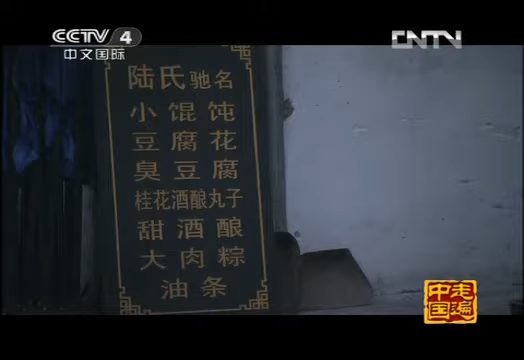 CCTV 4
中文国际
CNTV
陆氏驰名
小馄饨
豆腐花
臭豆腐
桂花酒酿丸子
甜酒酿
大肉粽
油条
走遍中国